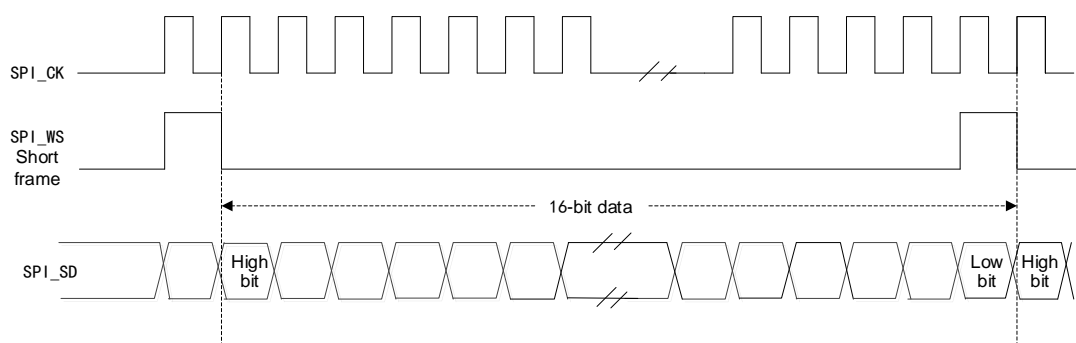 SPI_CK
SPI_WS
Short
frame
16-bit data
SPI_SD
High
bit
Low
bit
High
bit